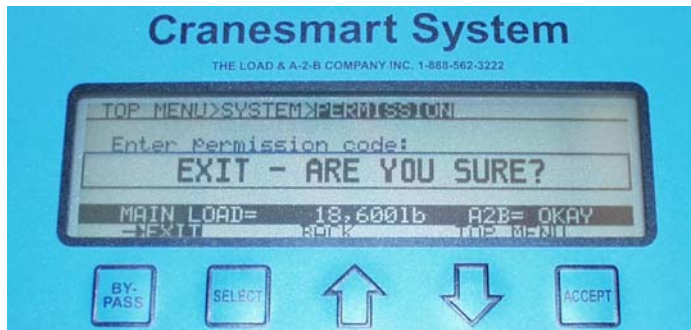 Cranesmart System
THE LOAD & A-2-B COMPANY INC. 1-888-562-3222
TOP MENU>SYSTEM>PERMISSION
Enter Permission code:
EXIT - ARE YOU SURE?
MAIN LOAD= 18,600lb A2B= OKAY
→EXIT BACK TOP MENU
BY-PASS SELECT ACCEPT